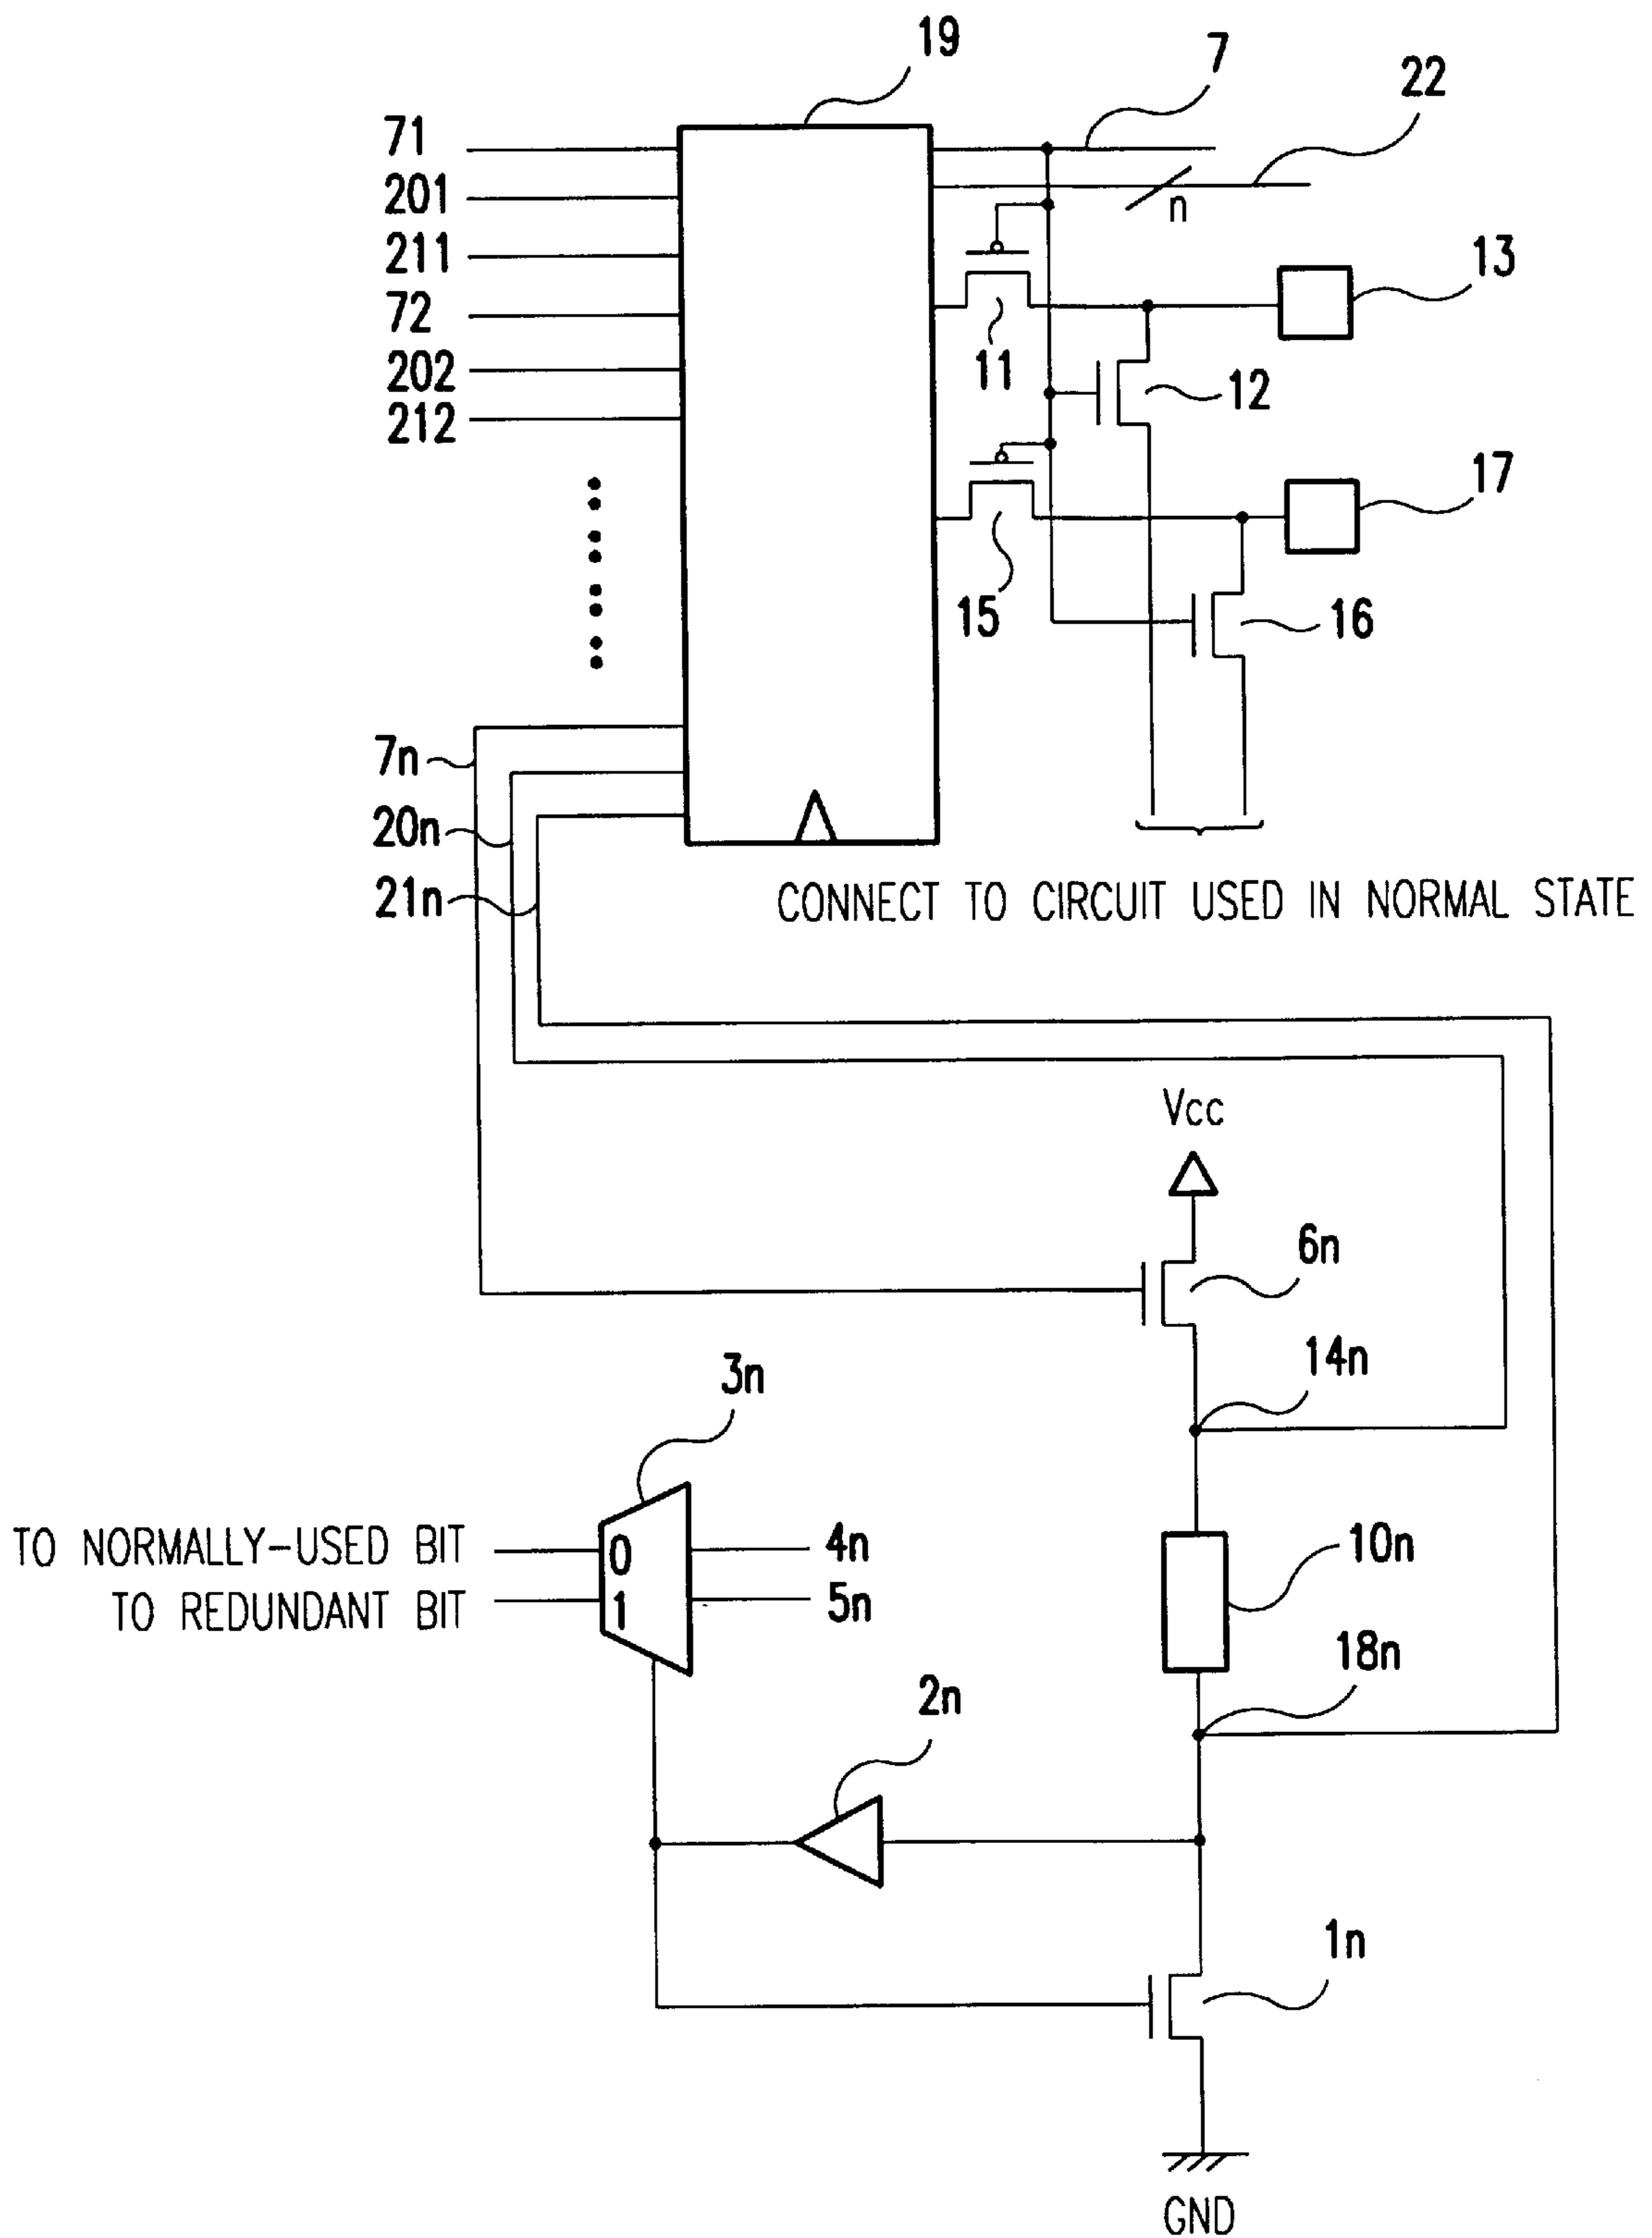 19
7
22
71
201
211
72
202
212
n
13
11
12
17
15
16
7n
20n
21n
CONNECT TO CIRCUIT USED IN NORMAL STATE
Vcc
6n
14n
3n
TO NORMALLY-USED BIT
0
4n
10n
TO REDUNDANT BIT
1
5n
18n
2n
1n
GND